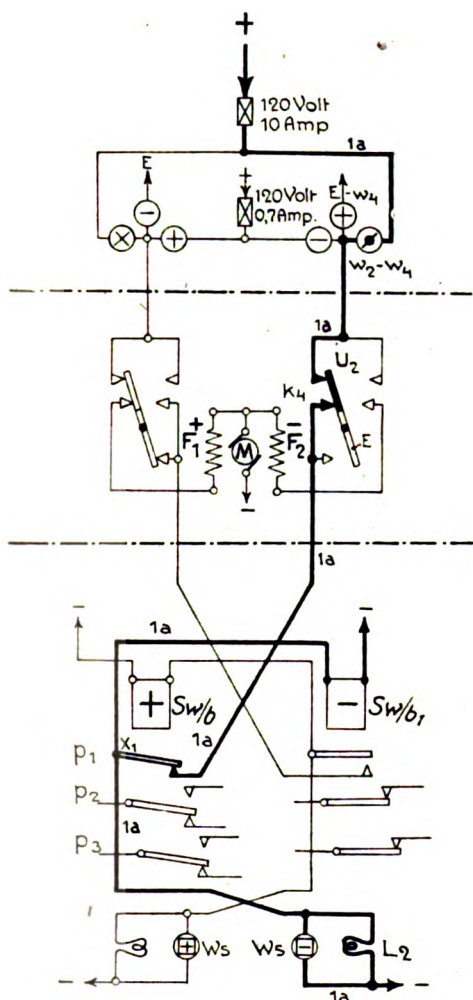 +
120 Volt
10 Amp
1a
E
+
120 Volt
0,7 Amp.
E-w4
−
+
−
+
w2-w4
1a
U2
K4
+
F1
M
−
F2
E
−
1a
−
1a
−
+
Sw/b
−
Sw/b1
1a
p1
x1
p2
1a
p3
+
Ws
Ws
−
L2
−
1a
−